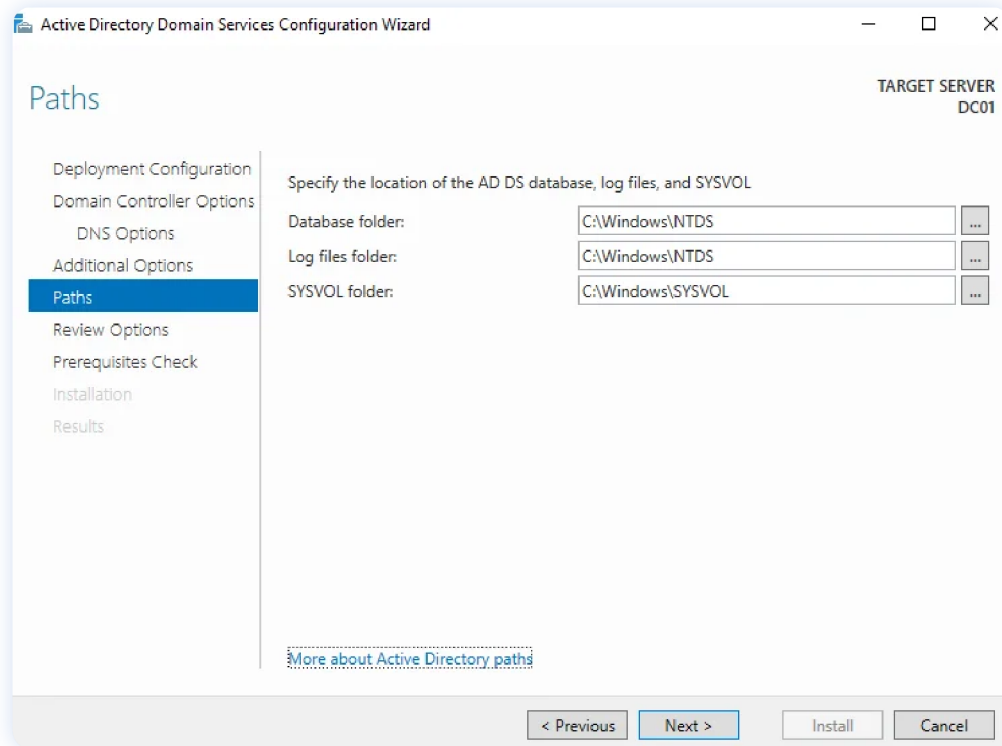 Active Directory Domain Services Configuration Wizard
Paths
TARGET SERVER
DC01
Deployment Configuration
Domain Controller Options
DNS Options
Additional Options
Paths
Review Options
Prerequisites Check
Installation
Results
Specify the location of the AD DS database, log files, and SYSVOL
Database folder: C:\Windows\NTDS ...
Log files folder: C:\Windows\NTDS ...
SYSVOL folder: C:\Windows\SYSVOL ...
More about Active Directory paths
< Previous Next > Install Cancel